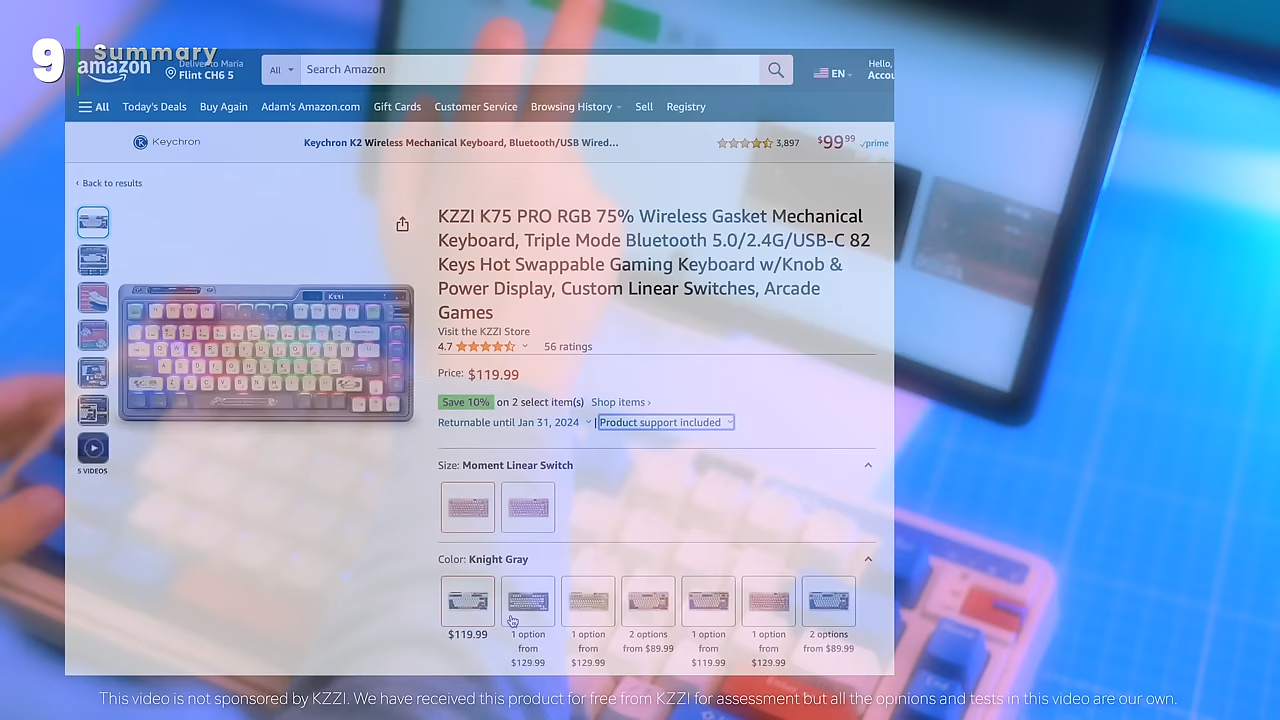 9 Summary
amazon
Deliver to Maria
Flint CH6 5
All
Search Amazon
EN
Hello,
Accou
All Today's Deals Buy Again Adam's Amazon.com Gift Cards Customer Service Browsing History Sell Registry
Keychron
Keychron K2 Wireless Mechanical Keyboard, Bluetooth/USB Wired...
3,897
$99 99
prime
‹ Back to results
KZZI K75 PRO RGB 75% Wireless Gasket Mechanical
Keyboard, Triple Mode Bluetooth 5.0/2.4G/USB-C 82
Keys Hot Swappable Gaming Keyboard w/Knob &
Power Display, Custom Linear Switches, Arcade
Games
Visit the KZZI Store
4.7 56 ratings
Price: $119.99
Save 10% on 2 select item(s) Shop items ›
Returnable until Jan 31, 2024 | Product support included
5 VIDEOS
Size: Moment Linear Switch
Color: Knight Gray
$119.99
1 option
from
$129.99
1 option
from
$129.99
2 options
from $89.99
1 option
from
$119.99
1 option
from
$129.99
2 options
from $89.99
This video is not sponsored by KZZI. We have received this product for free from KZZI for assessment but all the opinions and tests in this video are our own.